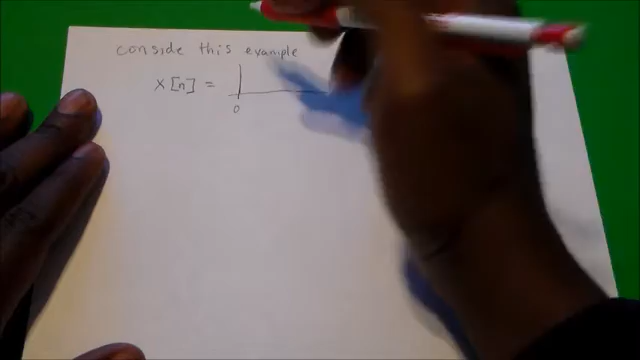 conside this example
x[n] =
0